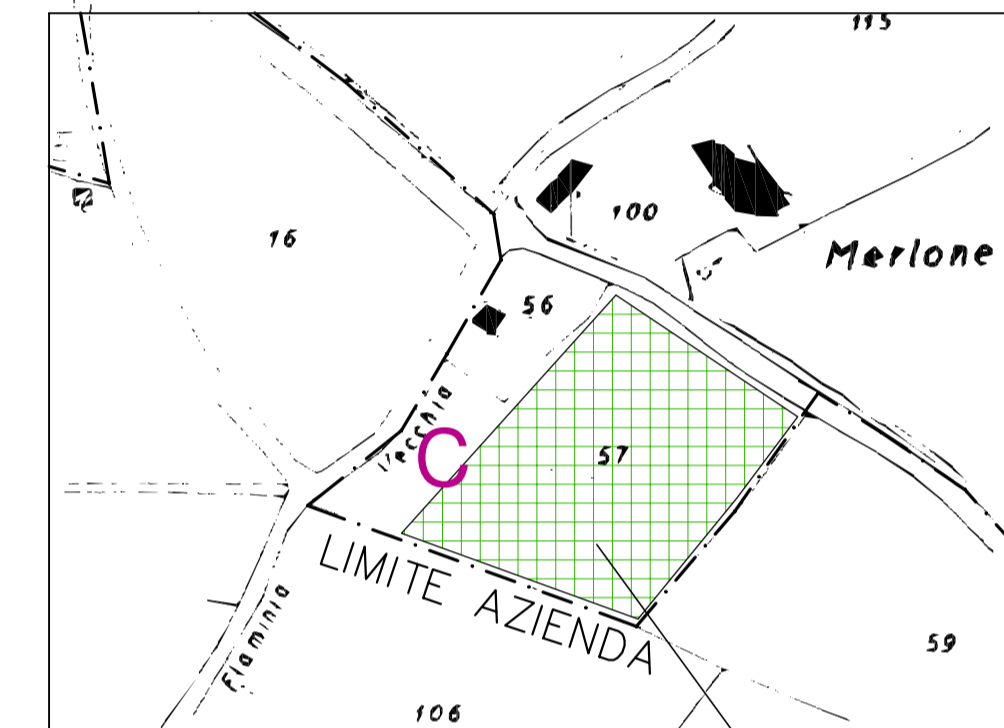 115
100
16
Merlone
56
Vecchia
C
57
LIMITE AZIENDA
Flaminia
59
106